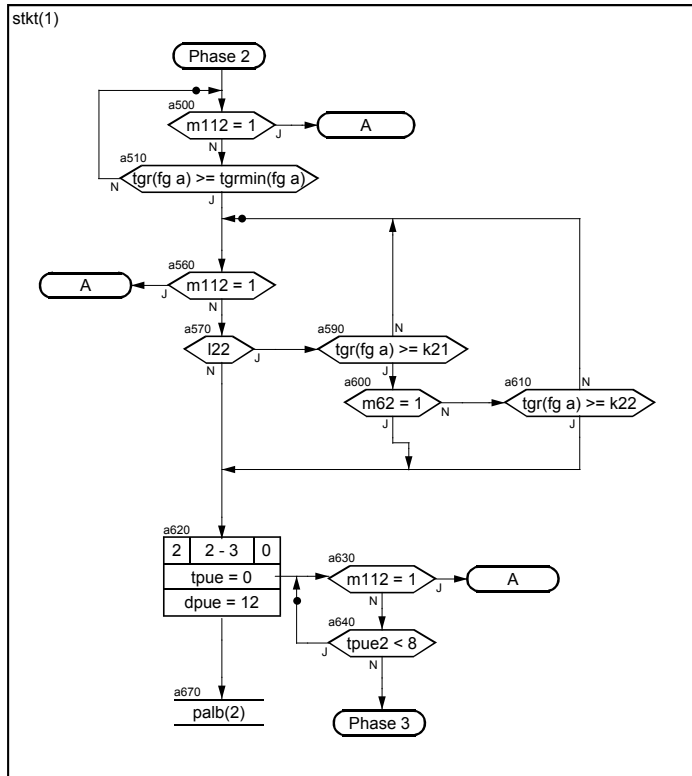 stkt(1)
Phase 2
a500
m112 = 1
J
A
N
a510
tgr(fg a) >= tgrmin(fg a)
N
J
a560
A
m112 = 1
J
N
a570
l22
J
N
a590
tgr(fg a) >= k21
N
J
a600
m62 = 1
N
J
a610
tgr(fg a) >= k22
N
J
a620
2
2 - 3
0
tpue = 0
dpue = 12
a630
m112 = 1
J
A
N
a640
tpue2 < 8
J
N
a670
palb(2)
Phase 3